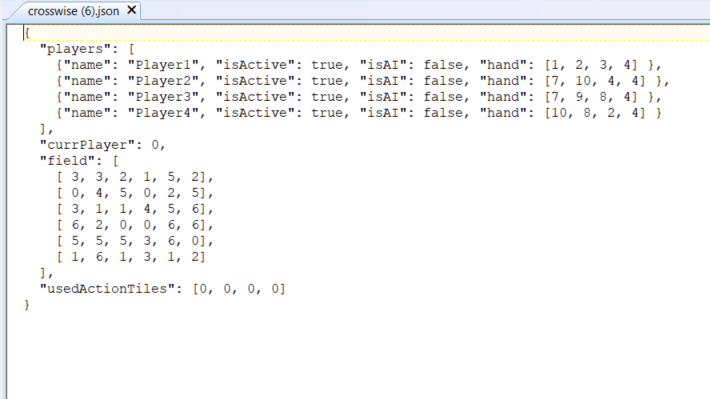 crosswise (6).json
{
  "players": [
    {"name": "Player1", "isActive": true, "isAI": false, "hand": [1, 2, 3, 4] },
    {"name": "Player2", "isActive": true, "isAI": false, "hand": [7, 10, 4, 4] },
    {"name": "Player3", "isActive": true, "isAI": false, "hand": [7, 9, 8, 4] },
    {"name": "Player4", "isActive": true, "isAI": false, "hand": [10, 8, 2, 4] }
  ],
  "currPlayer": 0,
  "field": [
    [ 3, 3, 2, 1, 5, 2],
    [ 0, 4, 5, 0, 2, 5],
    [ 3, 1, 1, 4, 5, 6],
    [ 6, 2, 0, 0, 6, 6],
    [ 5, 5, 5, 3, 6, 0],
    [ 1, 6, 1, 3, 1, 2]
  ],
  "usedActionTiles": [0, 0, 0, 0]
}